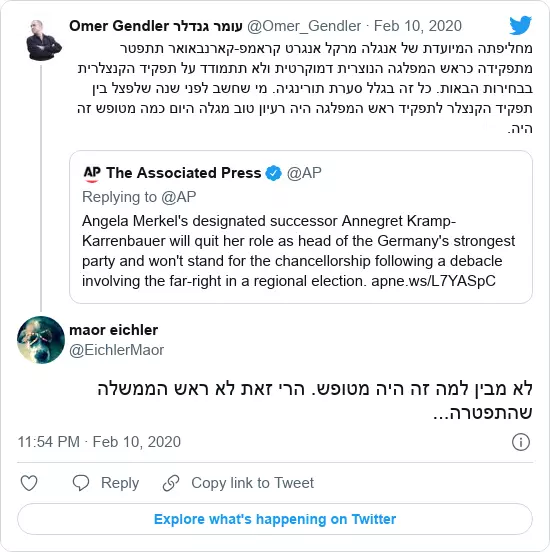 Omer Gendler עומר גנדלר @Omer_Gendler · Feb 10, 2020
מחליפתה המיועדת של אנגלה מרקל אנגרט קראמפ-קארנבאואר תתפטר
מתפקידה כראש המפלגה הנוצרית דמוקרטית ולא תתמודד על תפקיד הקנצלרית
בבחירות הבאות. כל זה בגלל סערת תורינגיה. מי שחשב לפני שנה שלפצל בין
תפקיד הקנצלר לתפקיד ראש המפלגה היה רעיון טוב מגלה היום כמה מטופש זה
היה.
AP The Associated Press @AP
Replying to @AP
Angela Merkel's designated successor Annegret Kramp-
Karrenbauer will quit her role as head of the Germany's strongest
party and won't stand for the chancellorship following a debacle
involving the far-right in a regional election. apne.ws/L7YASpC
maor eichler
@EichlerMaor
לא מבין למה זה היה מטופש. הרי זאת לא ראש הממשלה
שהתפטרה...
11:54 PM · Feb 10, 2020
Reply Copy link to Tweet
Explore what's happening on Twitter